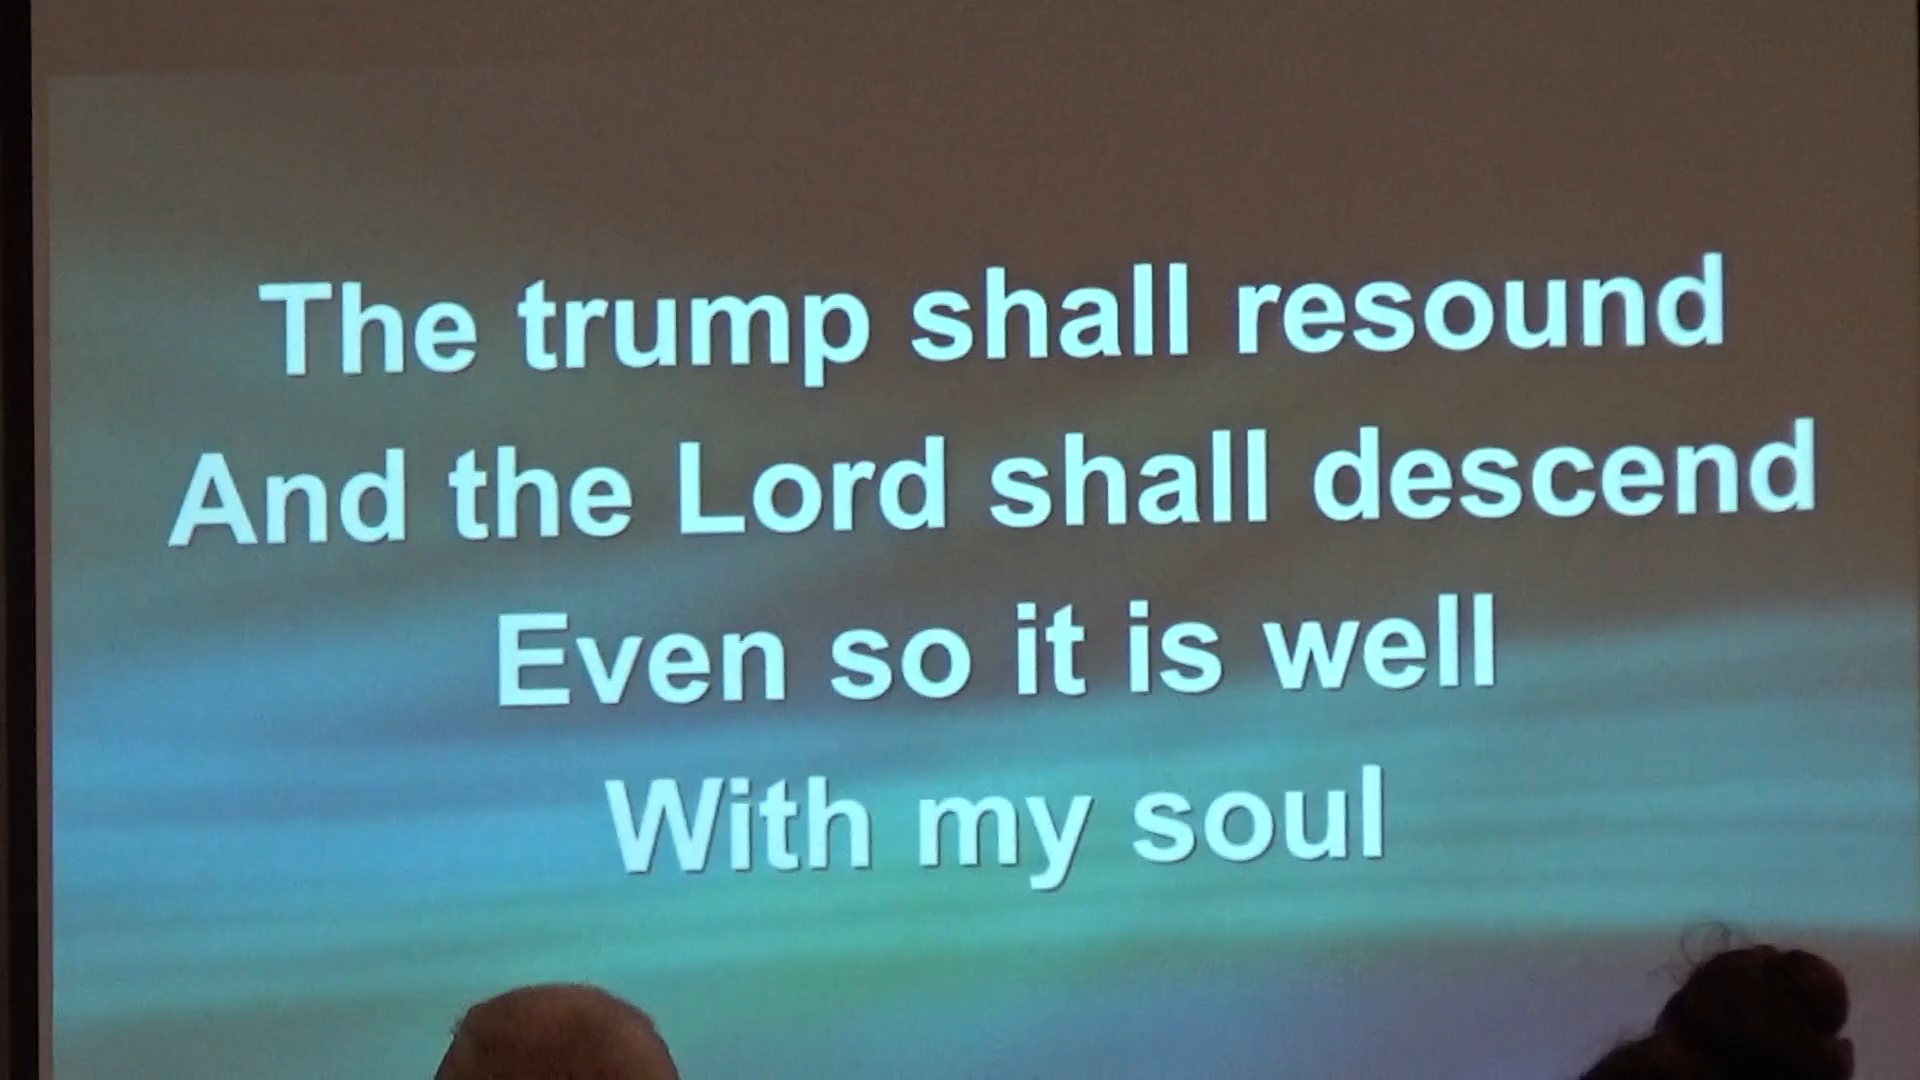 The trump shall resound
And the Lord shall descend
Even so it is well
With my soul